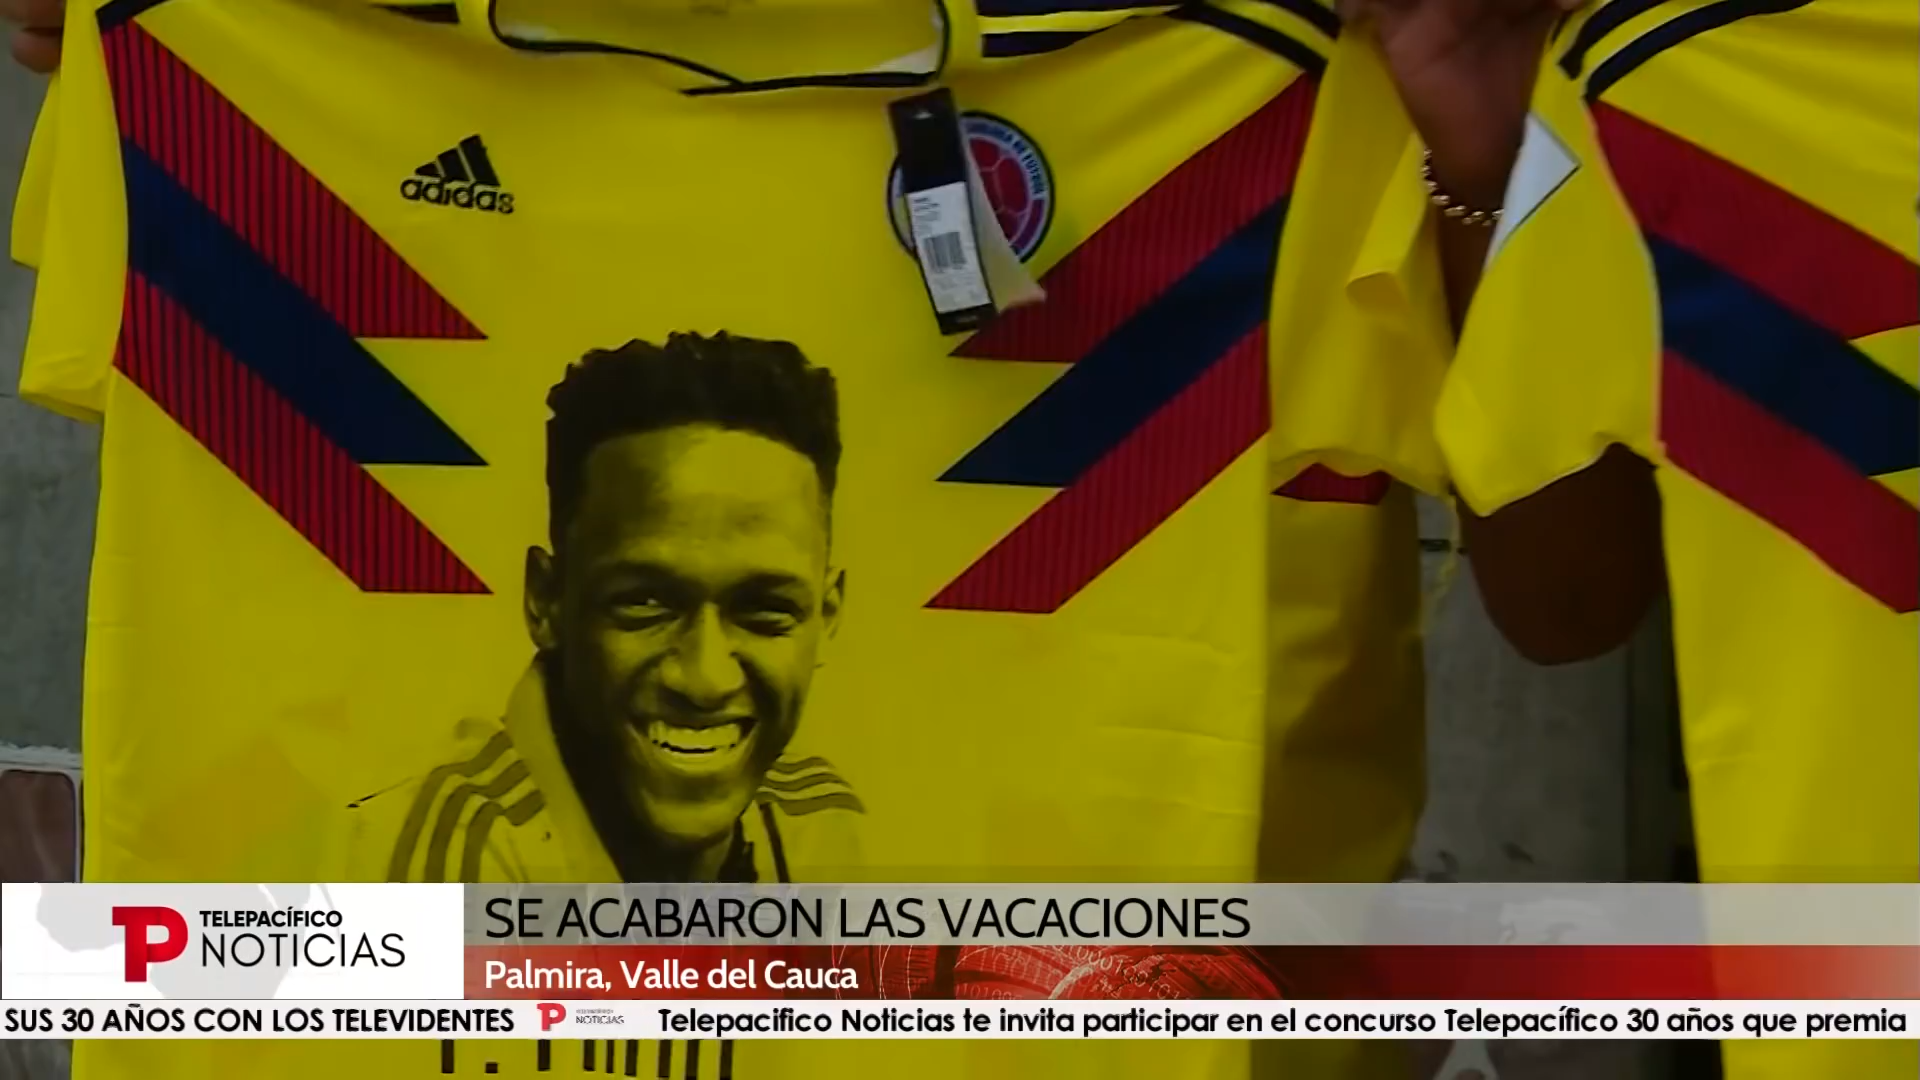 adidas
TELEPACÍFICO
NOTICIAS
SE ACABARON LAS VACACIONES
Palmira, Valle del Cauca
SUS 30 AÑOS CON LOS TELEVIDENTES
NOTICIAS
Telepacifico Noticias te invita participar en el concurso Telepacífico 30 años que premia